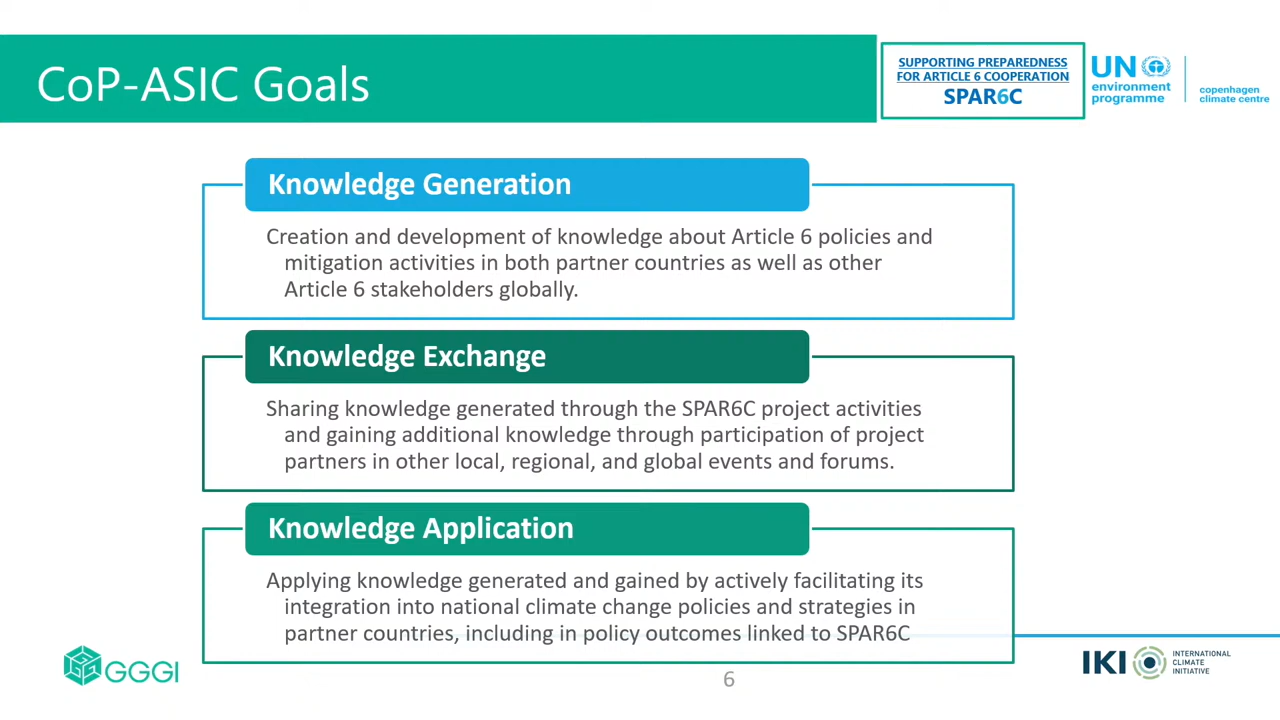 CoP-ASIC Goals
SUPPORTING PREPAREDNESS
FOR ARTICLE 6 COOPERATION
SPAR6C
UN
environment
programme
copenhagen
climate centre
Knowledge Generation
Creation and development of knowledge about Article 6 policies and
mitigation activities in both partner countries as well as other
Article 6 stakeholders globally.
Knowledge Exchange
Sharing knowledge generated through the SPAR6C project activities
and gaining additional knowledge through participation of project
partners in other local, regional, and global events and forums.
Knowledge Application
Applying knowledge generated and gained by actively facilitating its
integration into national climate change policies and strategies in
partner countries, including in policy outcomes linked to SPAR6C
GGGI
6
IKI
INTERNATIONAL
CLIMATE
INITIATIVE